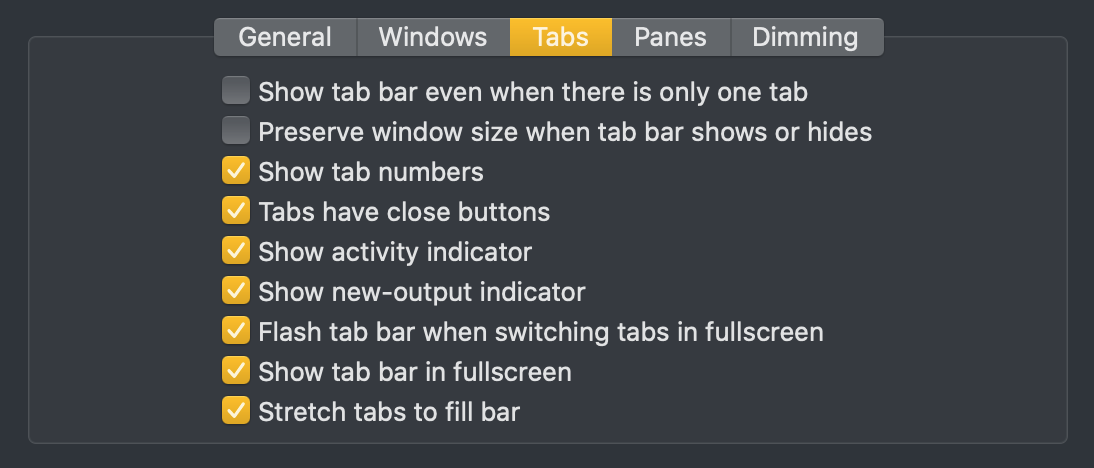 General Windows Tabs Panes Dimming
Show tab bar even when there is only one tab
Preserve window size when tab bar shows or hides
Show tab numbers
Tabs have close buttons
Show activity indicator
Show new-output indicator
Flash tab bar when switching tabs in fullscreen
Show tab bar in fullscreen
Stretch tabs to fill bar